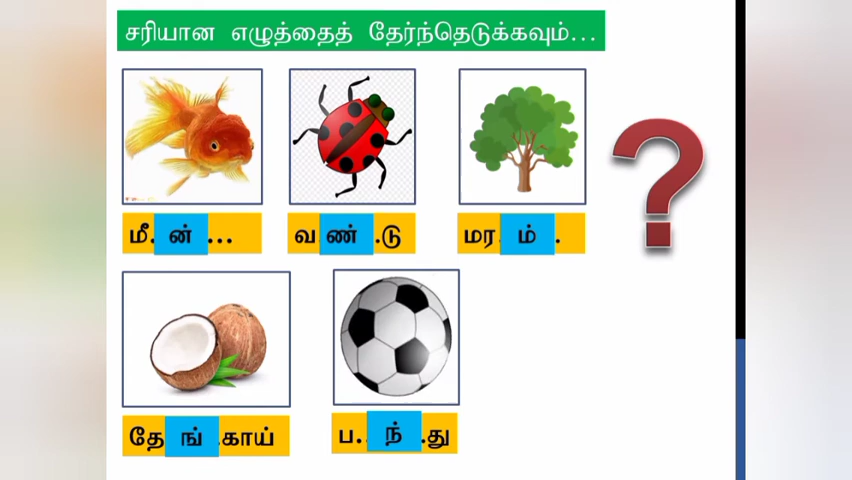 சரியான எழுத்தைத் தேர்ந்தெடுக்கவும்...
மீ. ன் ...
வ ண் .டு
மர. ம் .
தே ங் .காய்
ப.. ந் .து